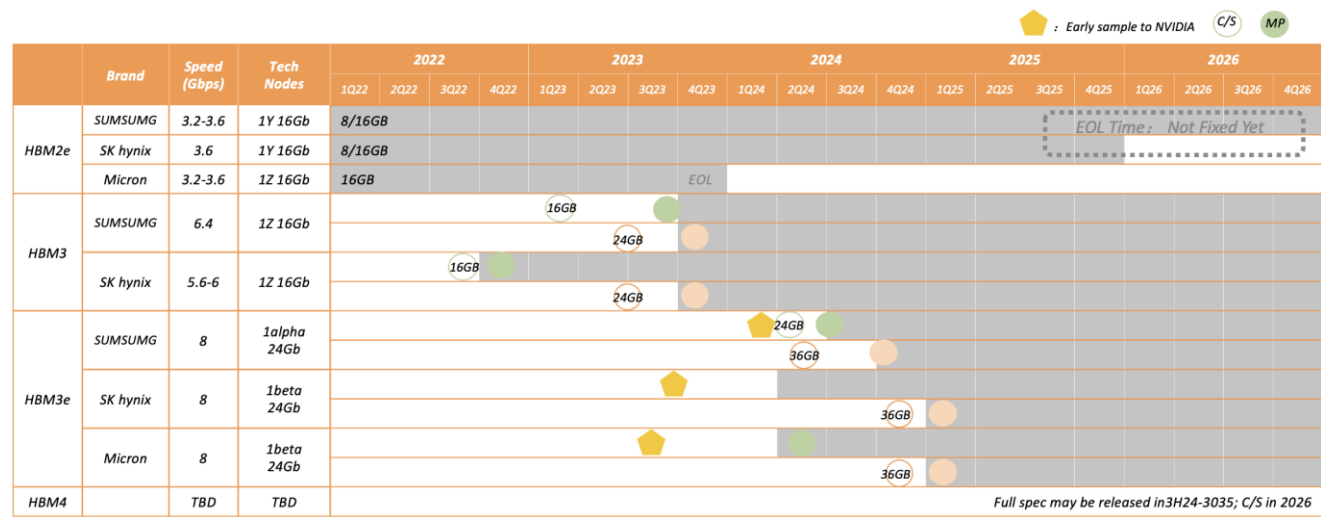 : Early sample to NVIDIA C/S MP
Brand Speed (Gbps) Tech Nodes 2022 2023 2024 2025 2026
1Q22 2Q22 3Q22 4Q22 1Q23 2Q23 3Q23 4Q23 1Q24 2Q24 3Q24 4Q24 1Q25 2Q25 3Q25 4Q25 1Q26 2Q26 3Q26 4Q26
HBM2e
SUMSUMG 3.2-3.6 1Y 16Gb 8/16GB
EOL Time: Not Fixed Yet
SK hynix 3.6 1Y 16Gb 8/16GB
Micron 3.2-3.6 1Z 16Gb 16GB EOL
HBM3
SUMSUMG 6.4 1Z 16Gb
16GB
24GB
SK hynix 5.6-6 1Z 16Gb
16GB
24GB
HBM3e
SUMSUMG 8 1alpha 24Gb
24GB
36GB
SK hynix 8 1beta 24Gb
36GB
Micron 8 1beta 24Gb
36GB
HBM4 TBD TBD Full spec may be released in3H24-3035; C/S in 2026